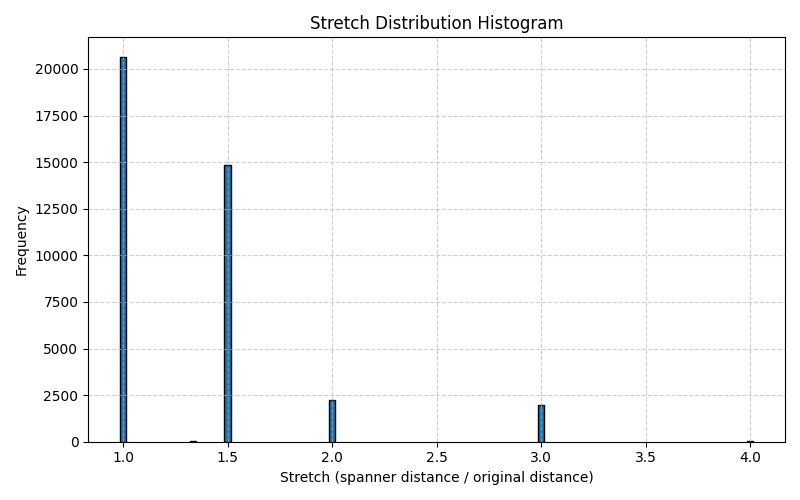 Stretch Distribution Histogram
Frequency
20000
17500
15000
12500
10000
7500
5000
2500
0
1.0 1.5 2.0 2.5 3.0 3.5 4.0
Stretch (spanner distance / original distance)